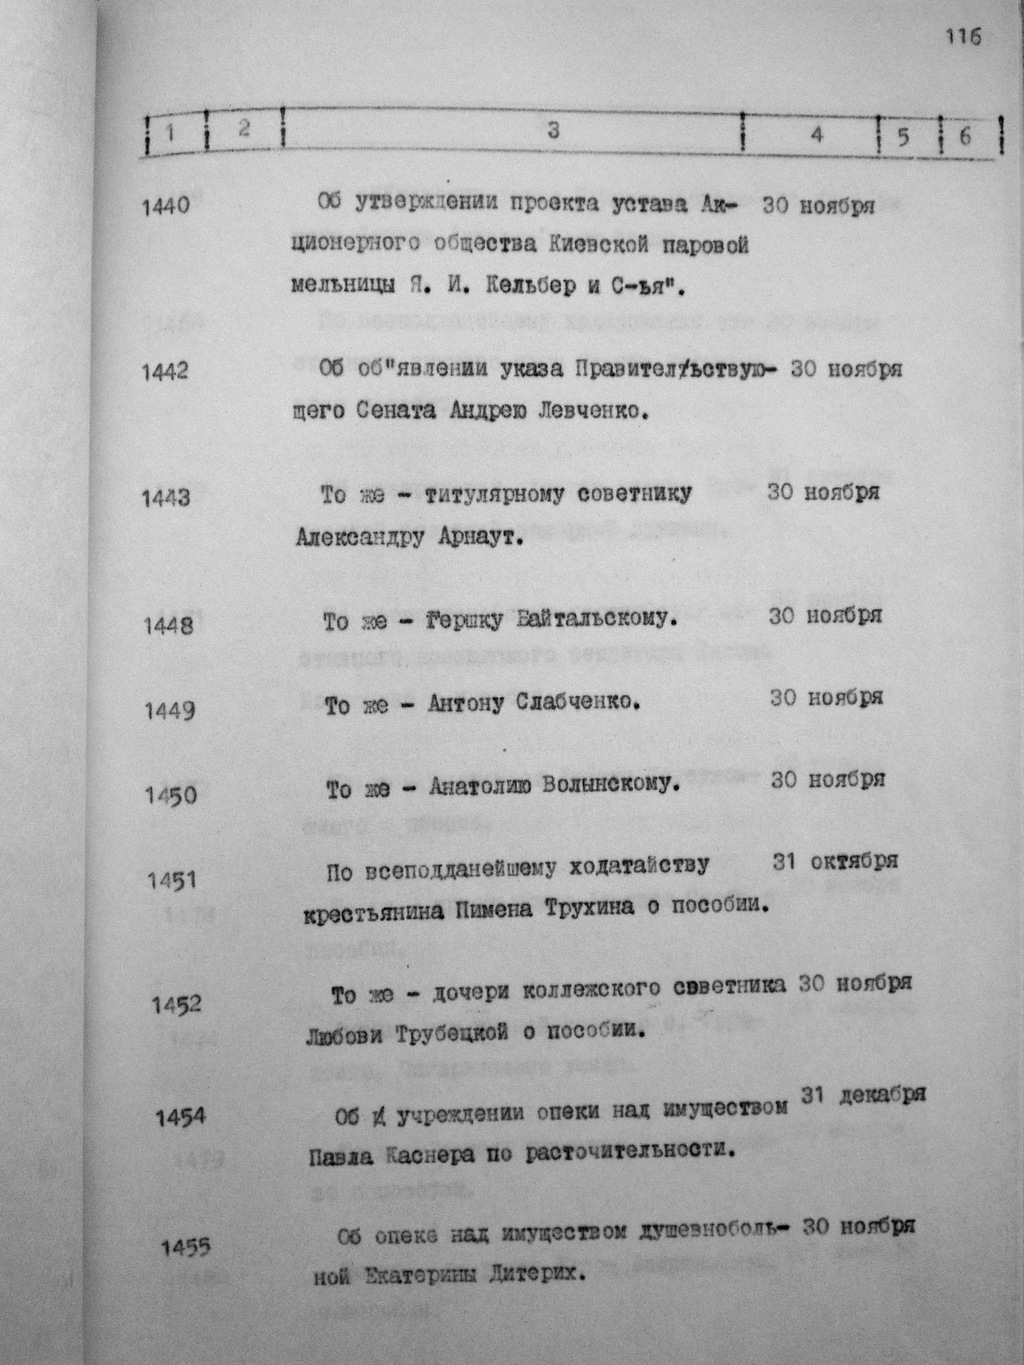 116
1 2 3 4 5 6
1440 Об утверждении проекта устава Ак- 30 ноября
ционерного общества Киевской паровой
мельницы Я. И. Кельбер и С-ья".
1442 Об об"явлении указа Правительствую- 30 ноября
щего Сената Андрею Левченко.
1443 То же - титулярному советнику 30 ноября
Александру Арнаут.
1448 То же - Гершку Байтальскому. 30 ноября
1449 То же - Антону Слабченко. 30 ноября
1450 То же - Анатолию Волынскому. 30 ноября
1451 По всеподданейшему ходатайству 31 октября
крестьянина Пимена Трухина о пособии.
1452 То же - дочери коллежского советника 30 ноября
Любови Трубецкой о пособии.
1454 Об учреждении опеки над имуществом 31 декабря
Павла Каснера по расточительности.
1455 Об опеке над имуществом душевноболь- 30 ноября
ной Екатерины Дитерих.